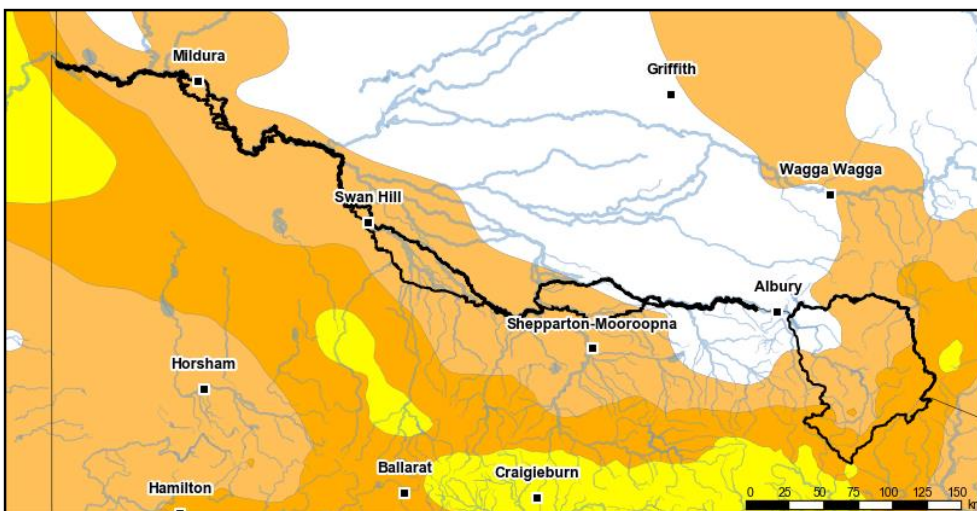 Mildura
Griffith
Wagga Wagga
Swan Hill
Albury
Shepparton-Mooroopna
Horsham
Ballarat
Craigieburn
Hamilton
0 25 50 75 100 125 150
km